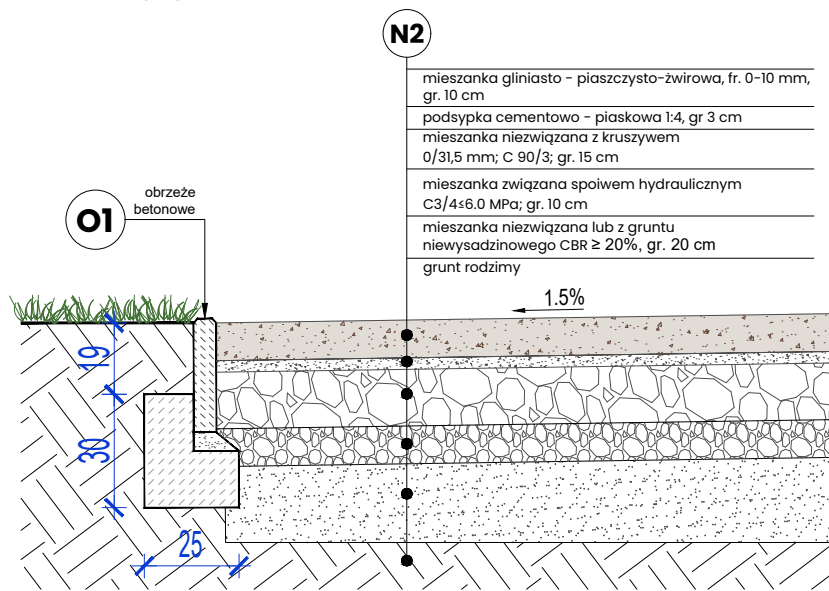 N2
mieszanka gliniasto - piaszczysto-żwirowa, fr. 0-10 mm,
gr. 10 cm
podsypka cementowo - piaskowa 1:4, gr 3 cm
mieszanka niezwiązana z kruszywem
0/31,5 mm; C 90/3; gr. 15 cm
mieszanka związana spoiwem hydraulicznym
C3/4≤6.0 MPa; gr. 10 cm
mieszanka niezwiązana lub z gruntu
niewysadzinowego CBR ≥ 20%, gr. 20 cm
grunt rodzimy
obrzeże
betonowe
O1
1.5%
19
30
25